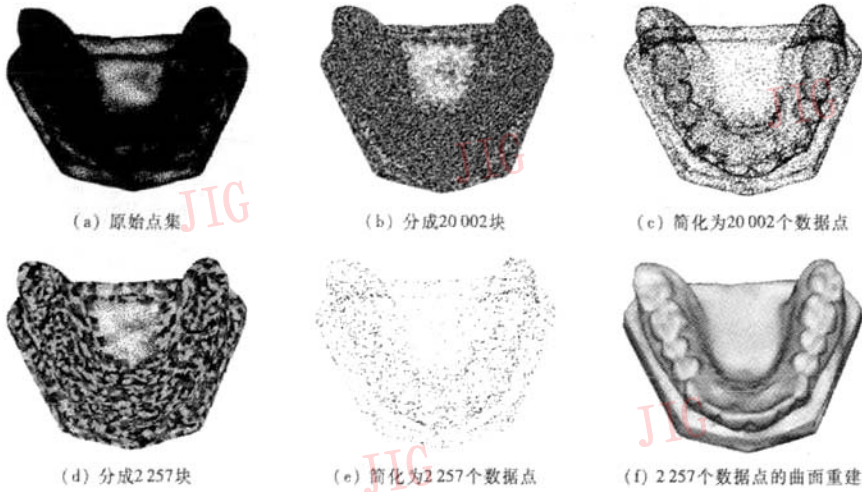 (a) 原始点集
(b) 分成20 002块
(c) 简化为20 002个数据点
(d) 分成2 257块
(e) 简化为2 257个数据点
(f) 2 257个数据点的曲面重建
JIG
JIG
JIG
JIG
JIG